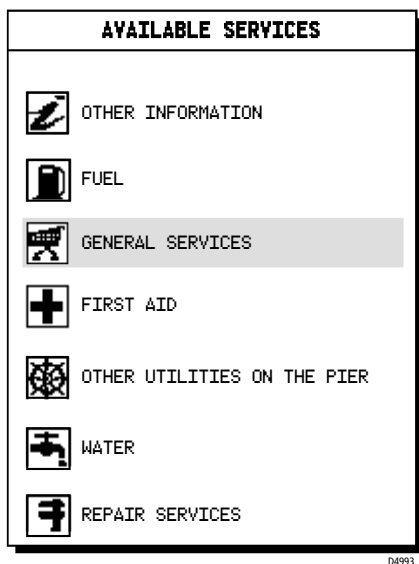 AVAILABLE SERVICES
OTHER INFORMATION
FUEL
GENERAL SERVICES
FIRST AID
OTHER UTILITIES ON THE PIER
WATER
REPAIR SERVICES
D4993